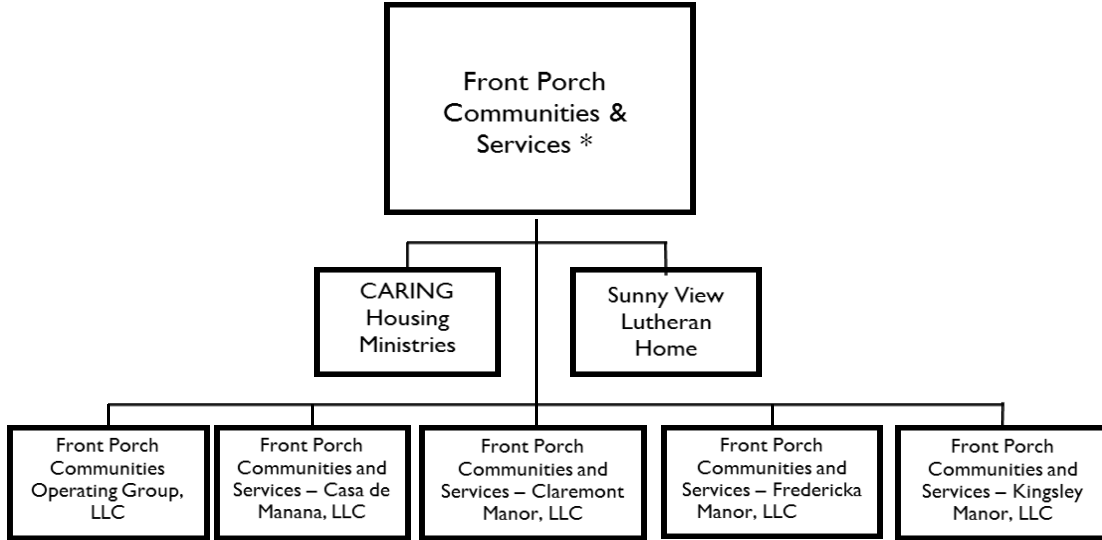 Front Porch
Communities &
Services *
CARING
Housing
Ministries
Sunny View
Lutheran
Home
Front Porch
Communities
Operating Group,
LLC
Front Porch
Communities and
Services – Casa de
Manana, LLC
Front Porch
Communities and
Services – Claremont
Manor, LLC
Front Porch
Communities and
Services – Fredericka
Manor, LLC
Front Porch
Communities and
Services – Kingsley
Manor, LLC